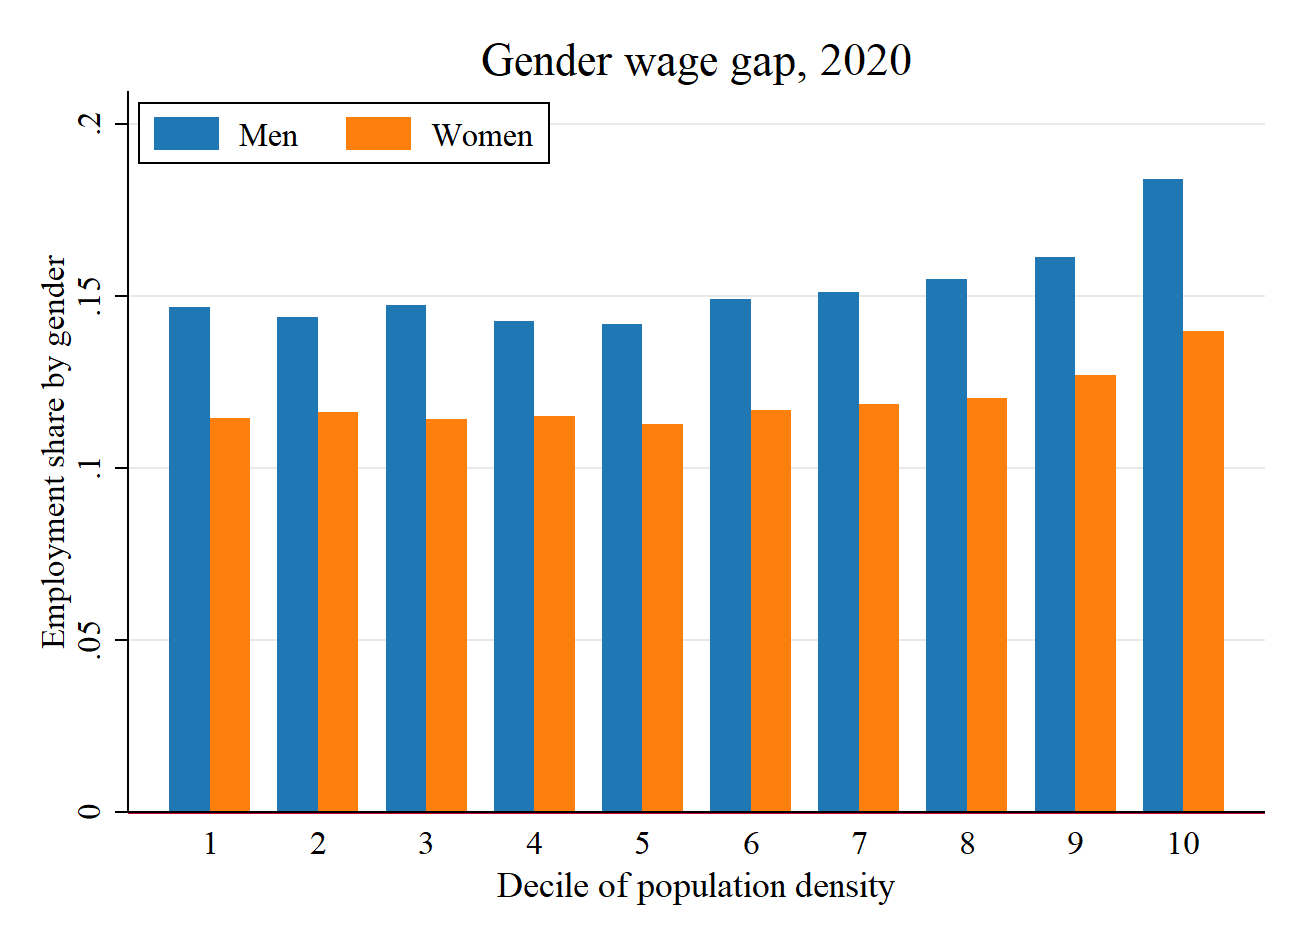 Gender wage gap, 2020
Men Women
Employment share by gender
.2
.15
.1
.05
0
1 2 3 4 5 6 7 8 9 10
Decile of population density